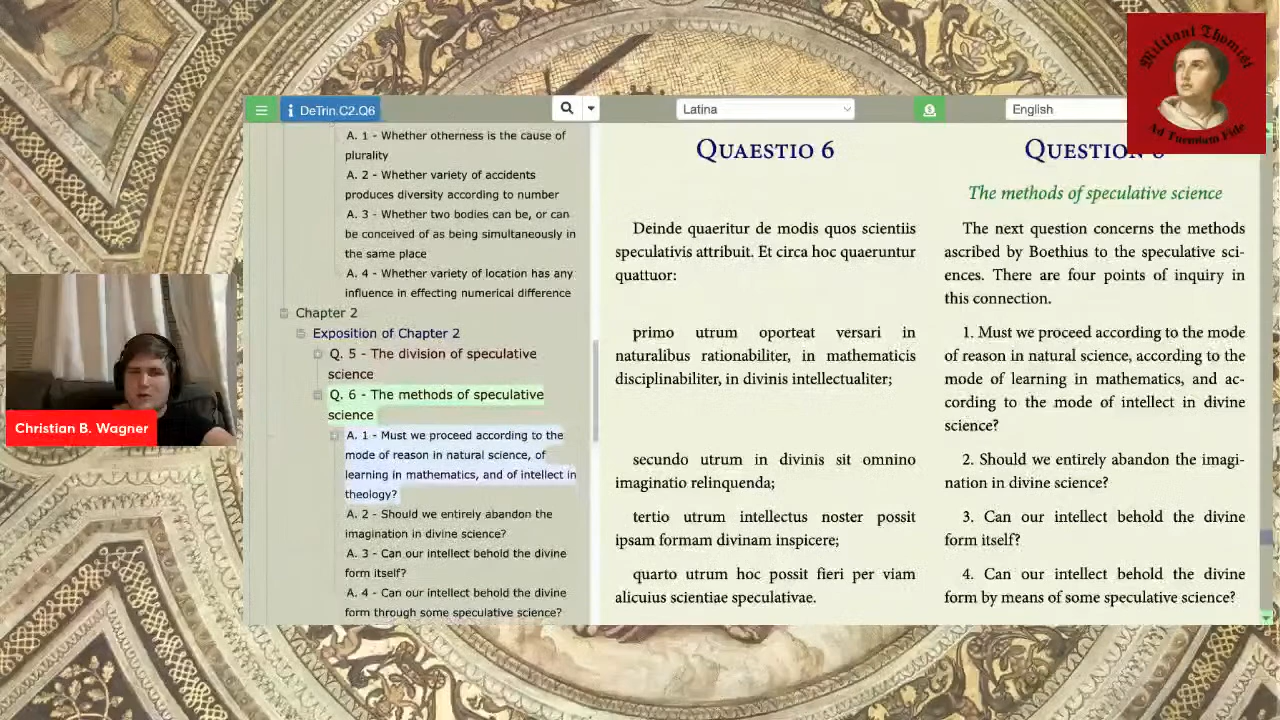 Militant Thomist
Ad Tuendam Fidem
DeTrin.C2.Q6
Latina
English
A. 1 - Whether otherness is the cause of
plurality
A. 2 - Whether variety of accidents
produces diversity according to number
A. 3 - Whether two bodies can be, or can
be conceived of as being simultaneously in
the same place
A. 4 - Whether variety of location has any
influence in effecting numerical difference
Chapter 2
Exposition of Chapter 2
Q. 5 - The division of speculative
science
Q. 6 - The methods of speculative
science
A. 1 - Must we proceed according to the
mode of reason in natural science, of
learning in mathematics, and of intellect in
theology?
A. 2 - Should we entirely abandon the
imagination in divine science?
A. 3 - Can our intellect behold the divine
form itself?
A. 4 - Can our intellect behold the divine
form through some speculative science?
QUAESTIO 6
Deinde quaeritur de modis quos scientiis
speculativis attribuit. Et circa hoc quaeruntur
quattuor:
primo utrum oporteat versari in
naturalibus rationabiliter, in mathematicis
disciplinabiliter, in divinis intellectualiter;
secundo utrum in divinis sit omnino
imaginatio relinquenda;
tertio utrum intellectus noster possit
ipsam formam divinam inspicere;
quarto utrum hoc possit fieri per viam
alicuius scientiae speculativae.
QUESTION 6
The methods of speculative science
The next question concerns the methods
ascribed by Boethius to the speculative sci-
ences. There are four points of inquiry in
this connection.
1. Must we proceed according to the mode
of reason in natural science, according to the
mode of learning in mathematics, and ac-
cording to the mode of intellect in divine
science?
2. Should we entirely abandon the imagi-
nation in divine science?
3. Can our intellect behold the divine
form itself?
4. Can our intellect behold the divine
form by means of some speculative science?
Christian B. Wagner